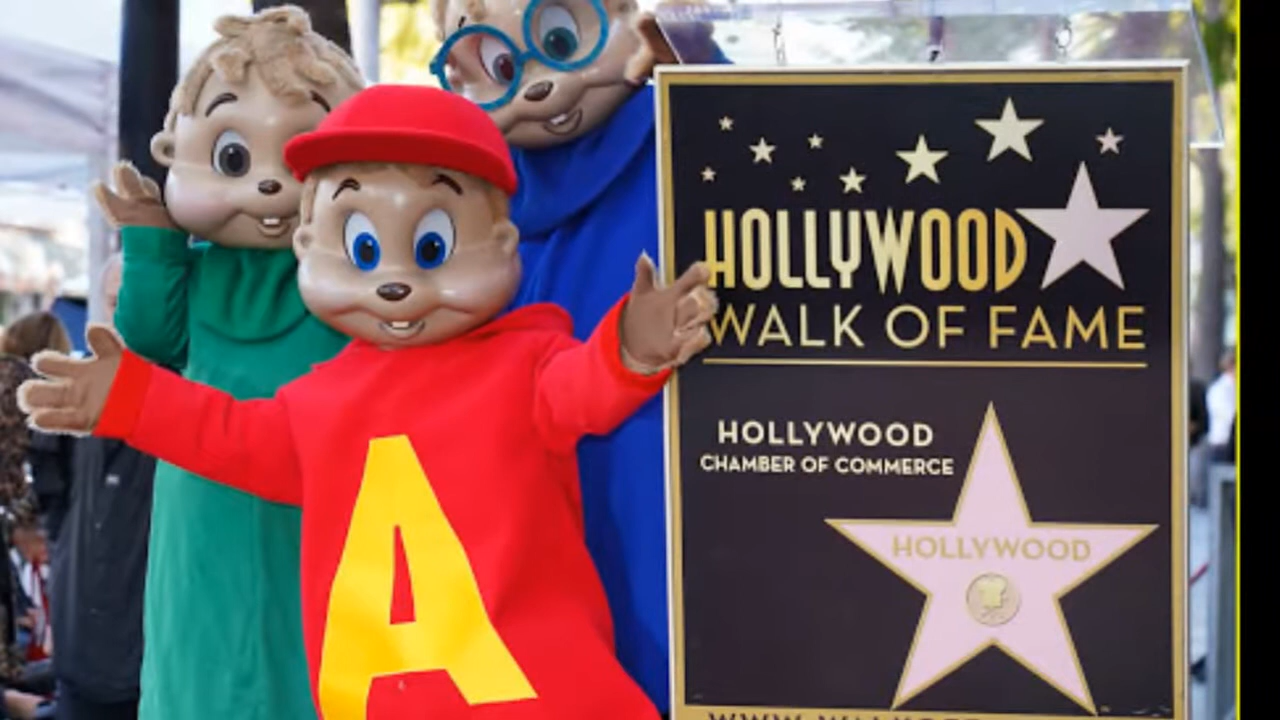 HOLLYWOOD
WALK OF FAME
HOLLYWOOD
CHAMBER OF COMMERCE
HOLLYWOOD
A